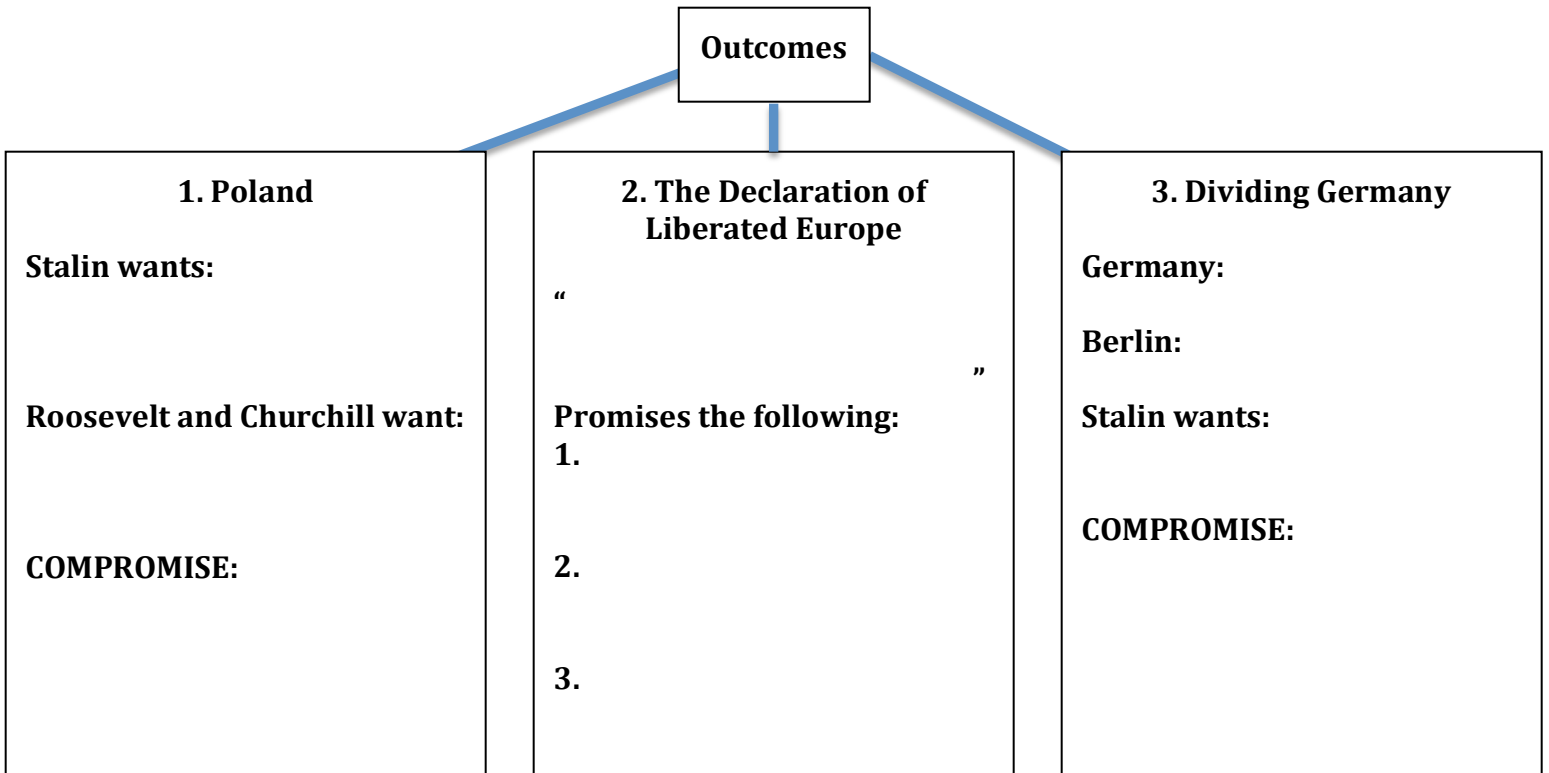 Outcomes
1. Poland
Stalin wants:
Roosevelt and Churchill want:
COMPROMISE:
2. The Declaration of
Liberated Europe
“
”
Promises the following:
1.
2.
3.
3. Dividing Germany
Germany:
Berlin:
Stalin wants:
COMPROMISE: